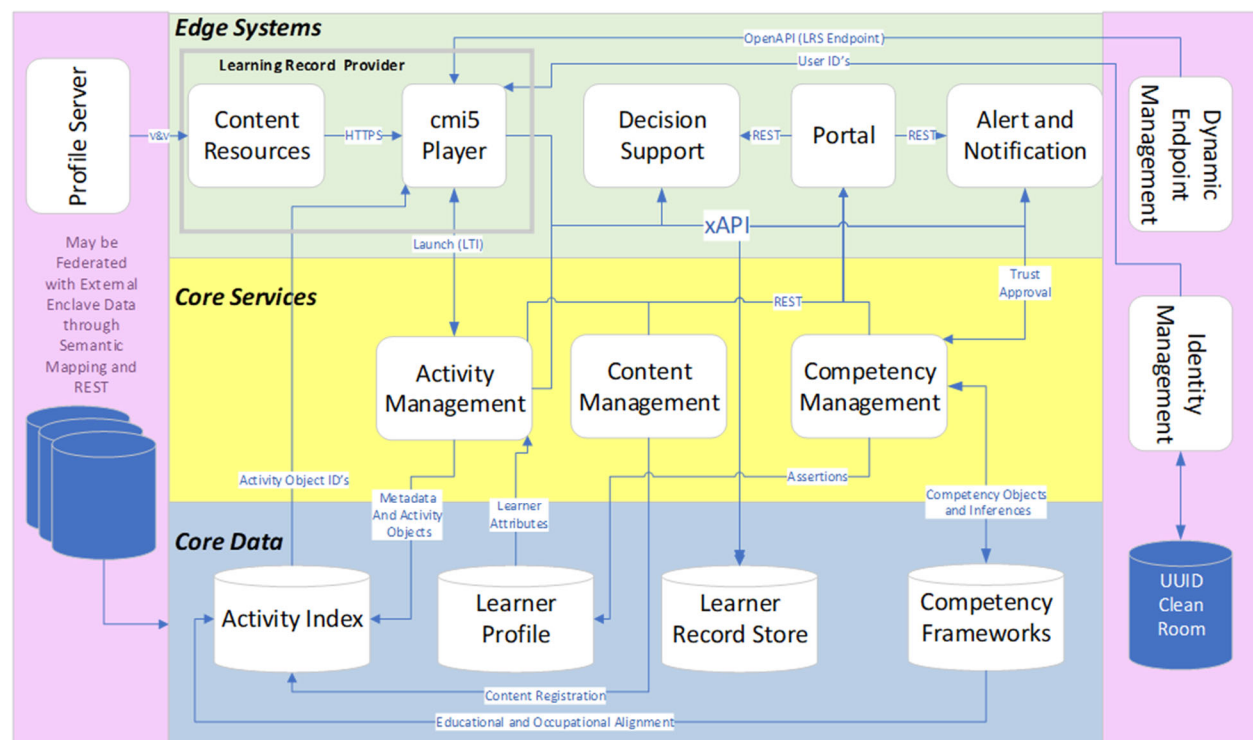 Edge Systems
OpenAPI (LRS Endpoint)
Learning Record Provider
User ID's
Profile Server
v&v
Content
Resources
HTTPS
cmi5
Player
Decision
Support
REST
Portal
REST
Alert and
Notification
Dynamic
Endpoint
Management
xAPI
Launch (LTI)
May be
Federated
with External
Enclave Data
through
Semantic
Mapping and
REST
Trust
Approval
Core Services
REST
Activity
Management
Content
Management
Competency
Management
Identity
Management
Activity Object ID's
Assertions
Metadata
And Activity
Objects
Learner
Attributes
Competency Objects
and Inferences
Core Data
Activity Index
Learner
Profile
Learner
Record Store
Competency
Frameworks
UUID
Clean
Room
Content Registration
Educational and Occupational Alignment